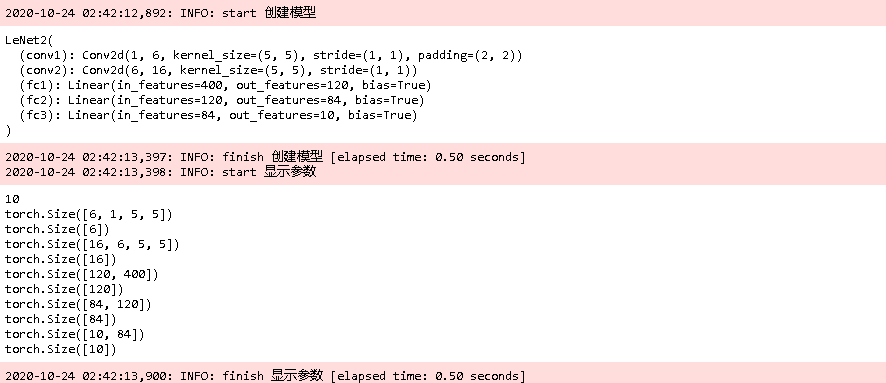 2020-10-24 02:42:12,892: INFO: start 创建模型
LeNet2(
  (conv1): Conv2d(1, 6, kernel_size=(5, 5), stride=(1, 1), padding=(2, 2))
  (conv2): Conv2d(6, 16, kernel_size=(5, 5), stride=(1, 1))
  (fc1): Linear(in_features=400, out_features=120, bias=True)
  (fc2): Linear(in_features=120, out_features=84, bias=True)
  (fc3): Linear(in_features=84, out_features=10, bias=True)
)
2020-10-24 02:42:13,397: INFO: finish 创建模型 [elapsed time: 0.50 seconds]
2020-10-24 02:42:13,398: INFO: start 显示参数
10
torch.Size([6, 1, 5, 5])
torch.Size([6])
torch.Size([16, 6, 5, 5])
torch.Size([16])
torch.Size([120, 400])
torch.Size([120])
torch.Size([84, 120])
torch.Size([84])
torch.Size([10, 84])
torch.Size([10])
2020-10-24 02:42:13,900: INFO: finish 显示参数 [elapsed time: 0.50 seconds]